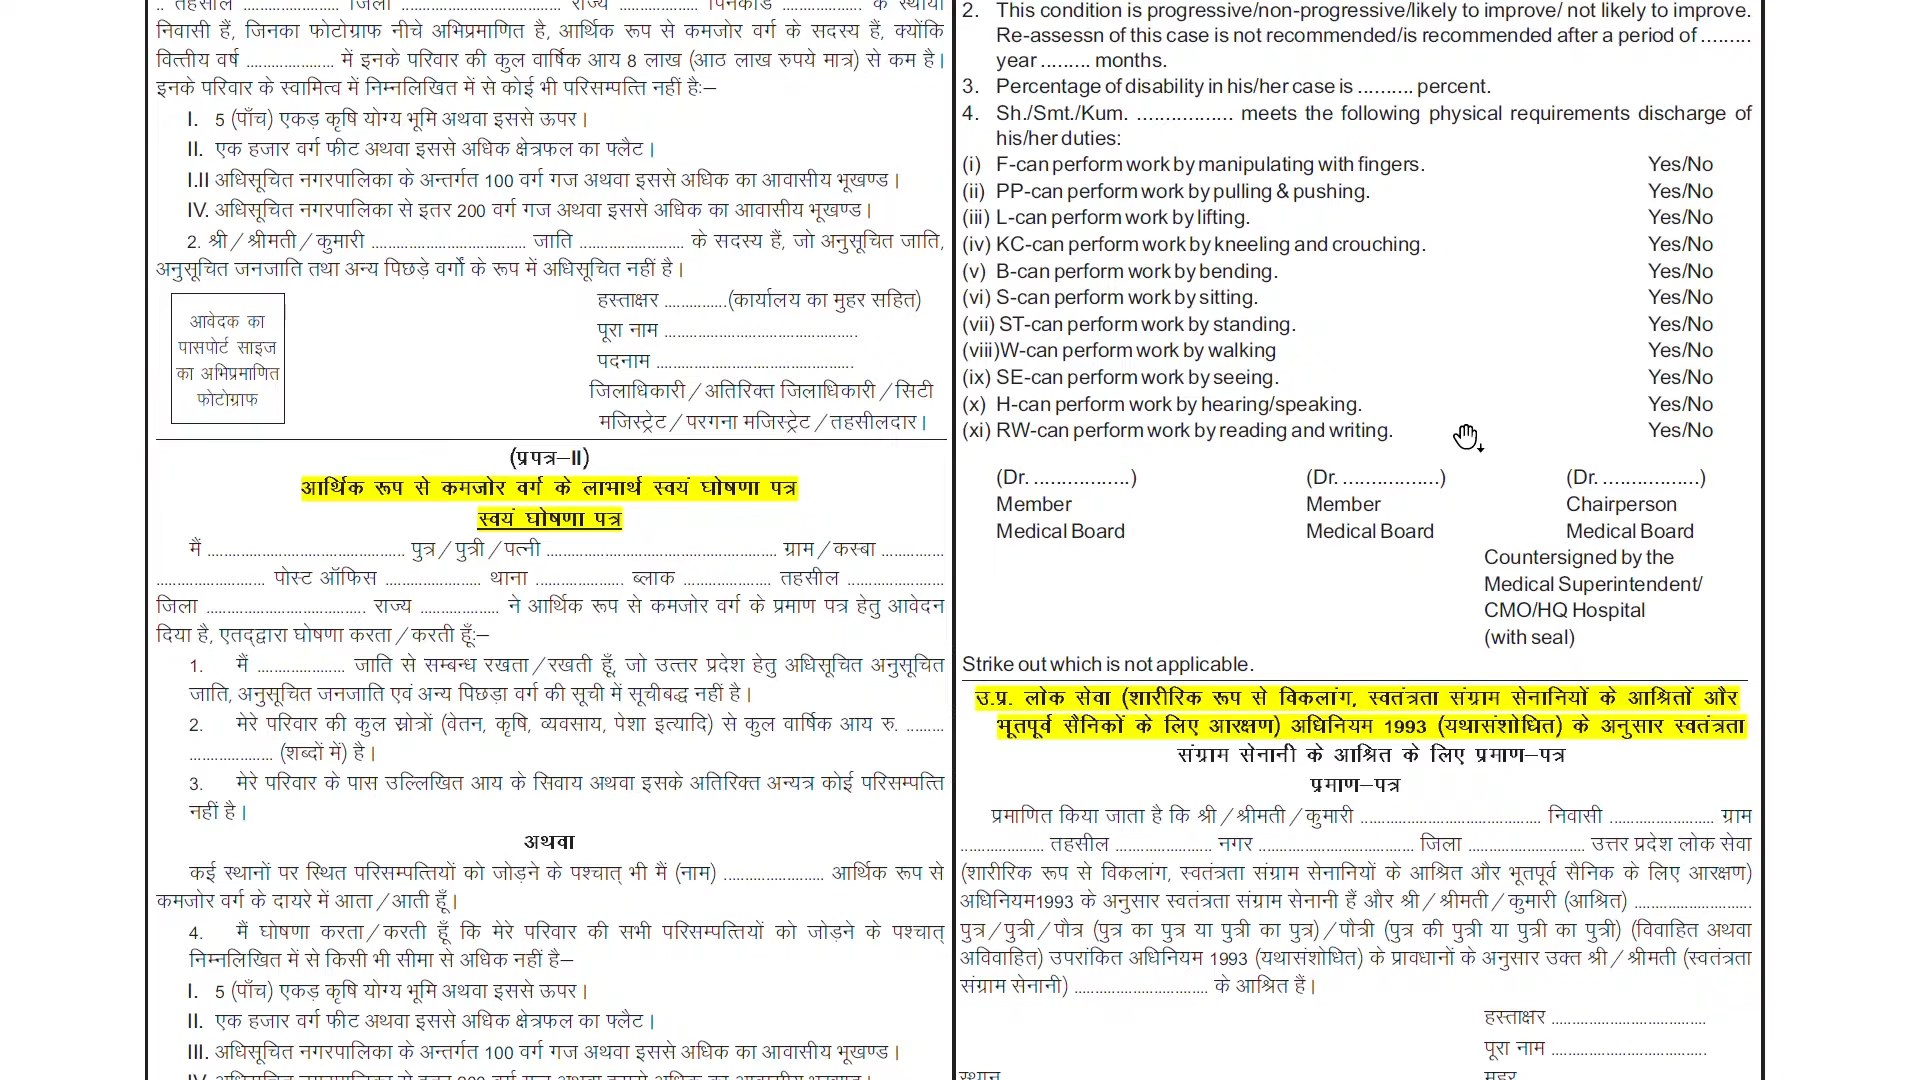 .. तहसील ....................... जिला ....................................... राज्य ................... पिनकोड ................... के स्थायी
निवासी हैं, जिनका फोटोग्राफ नीचे अभिप्रमाणित है, आर्थिक रूप से कमजोर वर्ग के सदस्य हैं, क्योंकि
वित्तीय वर्ष ..................... में इनके परिवार की कुल वार्षिक आय 8 लाख (आठ लाख रुपये मात्र) से कम है।
इनके परिवार के स्वामित्व में निम्नलिखित में से कोई भी परिसम्पत्ति नहीं है:–
I. 5 (पाँच) एकड़ कृषि योग्य भूमि अथवा इससे ऊपर।
II. एक हजार वर्ग फीट अथवा इससे अधिक क्षेत्रफल का फ्लैट।
I.II अधिसूचित नगरपालिका के अन्तर्गत 100 वर्ग गज अथवा इससे अधिक का आवासीय भूखण्ड।
IV. अधिसूचित नगरपालिका से इतर 200 वर्ग गज अथवा इससे अधिक का आवासीय भूखण्ड।
2. श्री/श्रीमती/कुमारी ..................................... जाति ......................... के सदस्य हैं, जो अनुसूचित जाति,
अनुसूचित जनजाति तथा अन्य पिछड़े वर्गों के रूप में अधिसूचित नहीं है।
आवेदक का
पासपोर्ट साइज
का अभिप्रमाणित
फोटोग्राफ
हस्ताक्षर ...............(कार्यालय का मुहर सहित)
पूरा नाम ...............................................
पदनाम ................................................
जिलाधिकारी/अतिरिक्त जिलाधिकारी/सिटी
मजिस्ट्रेट/परगना मजिस्ट्रेट/तहसीलदार।
(प्रपत्र–II)
आर्थिक रूप से कमजोर वर्ग के लाभार्थ स्वयं घोषणा पत्र
स्वयं घोषणा पत्र
मैं ................................................ पुत्र/पुत्री/पत्नी ........................................................ ग्राम/कस्बा ...............
.......................... पोस्ट ऑफिस ....................... थाना ..................... ब्लाक ..................... तहसील .......................
जिला ...................................... राज्य ................... ने आर्थिक रूप से कमजोर वर्ग के प्रमाण पत्र हेतु आवेदन
दिया है, एतद्द्वारा घोषणा करता/करती हूँ:–
1. मैं ..................... जाति से सम्बन्ध रखता/रखती हूँ, जो उत्तर प्रदेश हेतु अधिसूचित अनुसूचित
जाति, अनुसूचित जनजाति एवं अन्य पिछड़ा वर्ग की सूची में सूचीबद्ध नहीं है।
2. मेरे परिवार की कुल स्रोत्रों (वेतन, कृषि, व्यवसाय, पेशा इत्यादि) से कुल वार्षिक आय रु. .........
.................... (शब्दों में) है।
3. मेरे परिवार के पास उल्लिखित आय के सिवाय अथवा इसके अतिरिक्त अन्यत्र कोई परिसम्पत्ति
नहीं है।
अथवा
कई स्थानों पर स्थित परिसम्पत्तियों को जोड़ने के पश्चात् भी मैं (नाम) ........................ आर्थिक रूप से
कमजोर वर्ग के दायरे में आता/आती हूँ।
4. मैं घोषणा करता/करती हूँ कि मेरे परिवार की सभी परिसम्पत्तियों को जोड़ने के पश्चात्
निम्नलिखित में से किसी भी सीमा से अधिक नहीं है–
I. 5 (पाँच) एकड़ कृषि योग्य भूमि अथवा इससे ऊपर।
II. एक हजार वर्ग फीट अथवा इससे अधिक क्षेत्रफल का फ्लैट।
III. अधिसूचित नगरपालिका के अन्तर्गत 100 वर्ग गज अथवा इससे अधिक का आवासीय भूखण्ड।
IV. अधिसूचित नगरपालिका से इतर 200 वर्ग गज अथवा इससे अधिक का आवासीय भूखण्ड।
2. This condition is progressive/non-progressive/likely to improve/ not likely to improve.
Re-assessn of this case is not recommended/is recommended after a period of .........
year ......... months.
3. Percentage of disability in his/her case is .......... percent.
4. Sh./Smt./Kum. ................. meets the following physical requirements discharge of
his/her duties:
(i) F-can perform work by manipulating with fingers. Yes/No
(ii) PP-can perform work by pulling & pushing. Yes/No
(iii) L-can perform work by lifting. Yes/No
(iv) KC-can perform work by kneeling and crouching. Yes/No
(v) B-can perform work by bending. Yes/No
(vi) S-can perform work by sitting. Yes/No
(vii) ST-can perform work by standing. Yes/No
(viii)W-can perform work by walking Yes/No
(ix) SE-can perform work by seeing. Yes/No
(x) H-can perform work by hearing/speaking. Yes/No
(xi) RW-can perform work by reading and writing. Yes/No
(Dr. .................) (Dr. .................) (Dr. .................)
Member Member Chairperson
Medical Board Medical Board Medical Board
Countersigned by the
Medical Superintendent/
CMO/HQ Hospital
(with seal)
Strike out which is not applicable.
उ.प्र. लोक सेवा (शारीरिक रूप से विकलांग, स्वतंत्रता संग्राम सेनानियों के आश्रितों और
भूतपूर्व सैनिकों के लिए आरक्षण) अधिनियम 1993 (यथासंशोधित) के अनुसार स्वतंत्रता
संग्राम सेनानी के आश्रित के लिए प्रमाण–पत्र
प्रमाण–पत्र
प्रमाणित किया जाता है कि श्री/श्रीमती/कुमारी ........................................... निवासी ......................... ग्राम
.................... तहसील ....................... नगर ..................................... जिला ............................ उत्तर प्रदेश लोक सेवा
(शारीरिक रूप से विकलांग, स्वतंत्रता संग्राम सेनानियों के आश्रित और भूतपूर्व सैनिक के लिए आरक्षण)
अधिनियम1993 के अनुसार स्वतंत्रता संग्राम सेनानी हैं और श्री/श्रीमती/कुमारी (आश्रित) ............................
पुत्र/पुत्री/पौत्र (पुत्र का पुत्र या पुत्री का पुत्र)/पौत्री (पुत्र की पुत्री या पुत्री का पुत्री) (विवाहित अथवा
अविवाहित) उपरांकित अधिनियम 1993 (यथासंशोधित) के प्रावधानों के अनुसार उक्त श्री/श्रीमती (स्वतंत्रता
संग्राम सेनानी) ................................ के आश्रित हैं।
हस्ताक्षर .....................................
पूरा नाम .....................................
स्थान मुहर